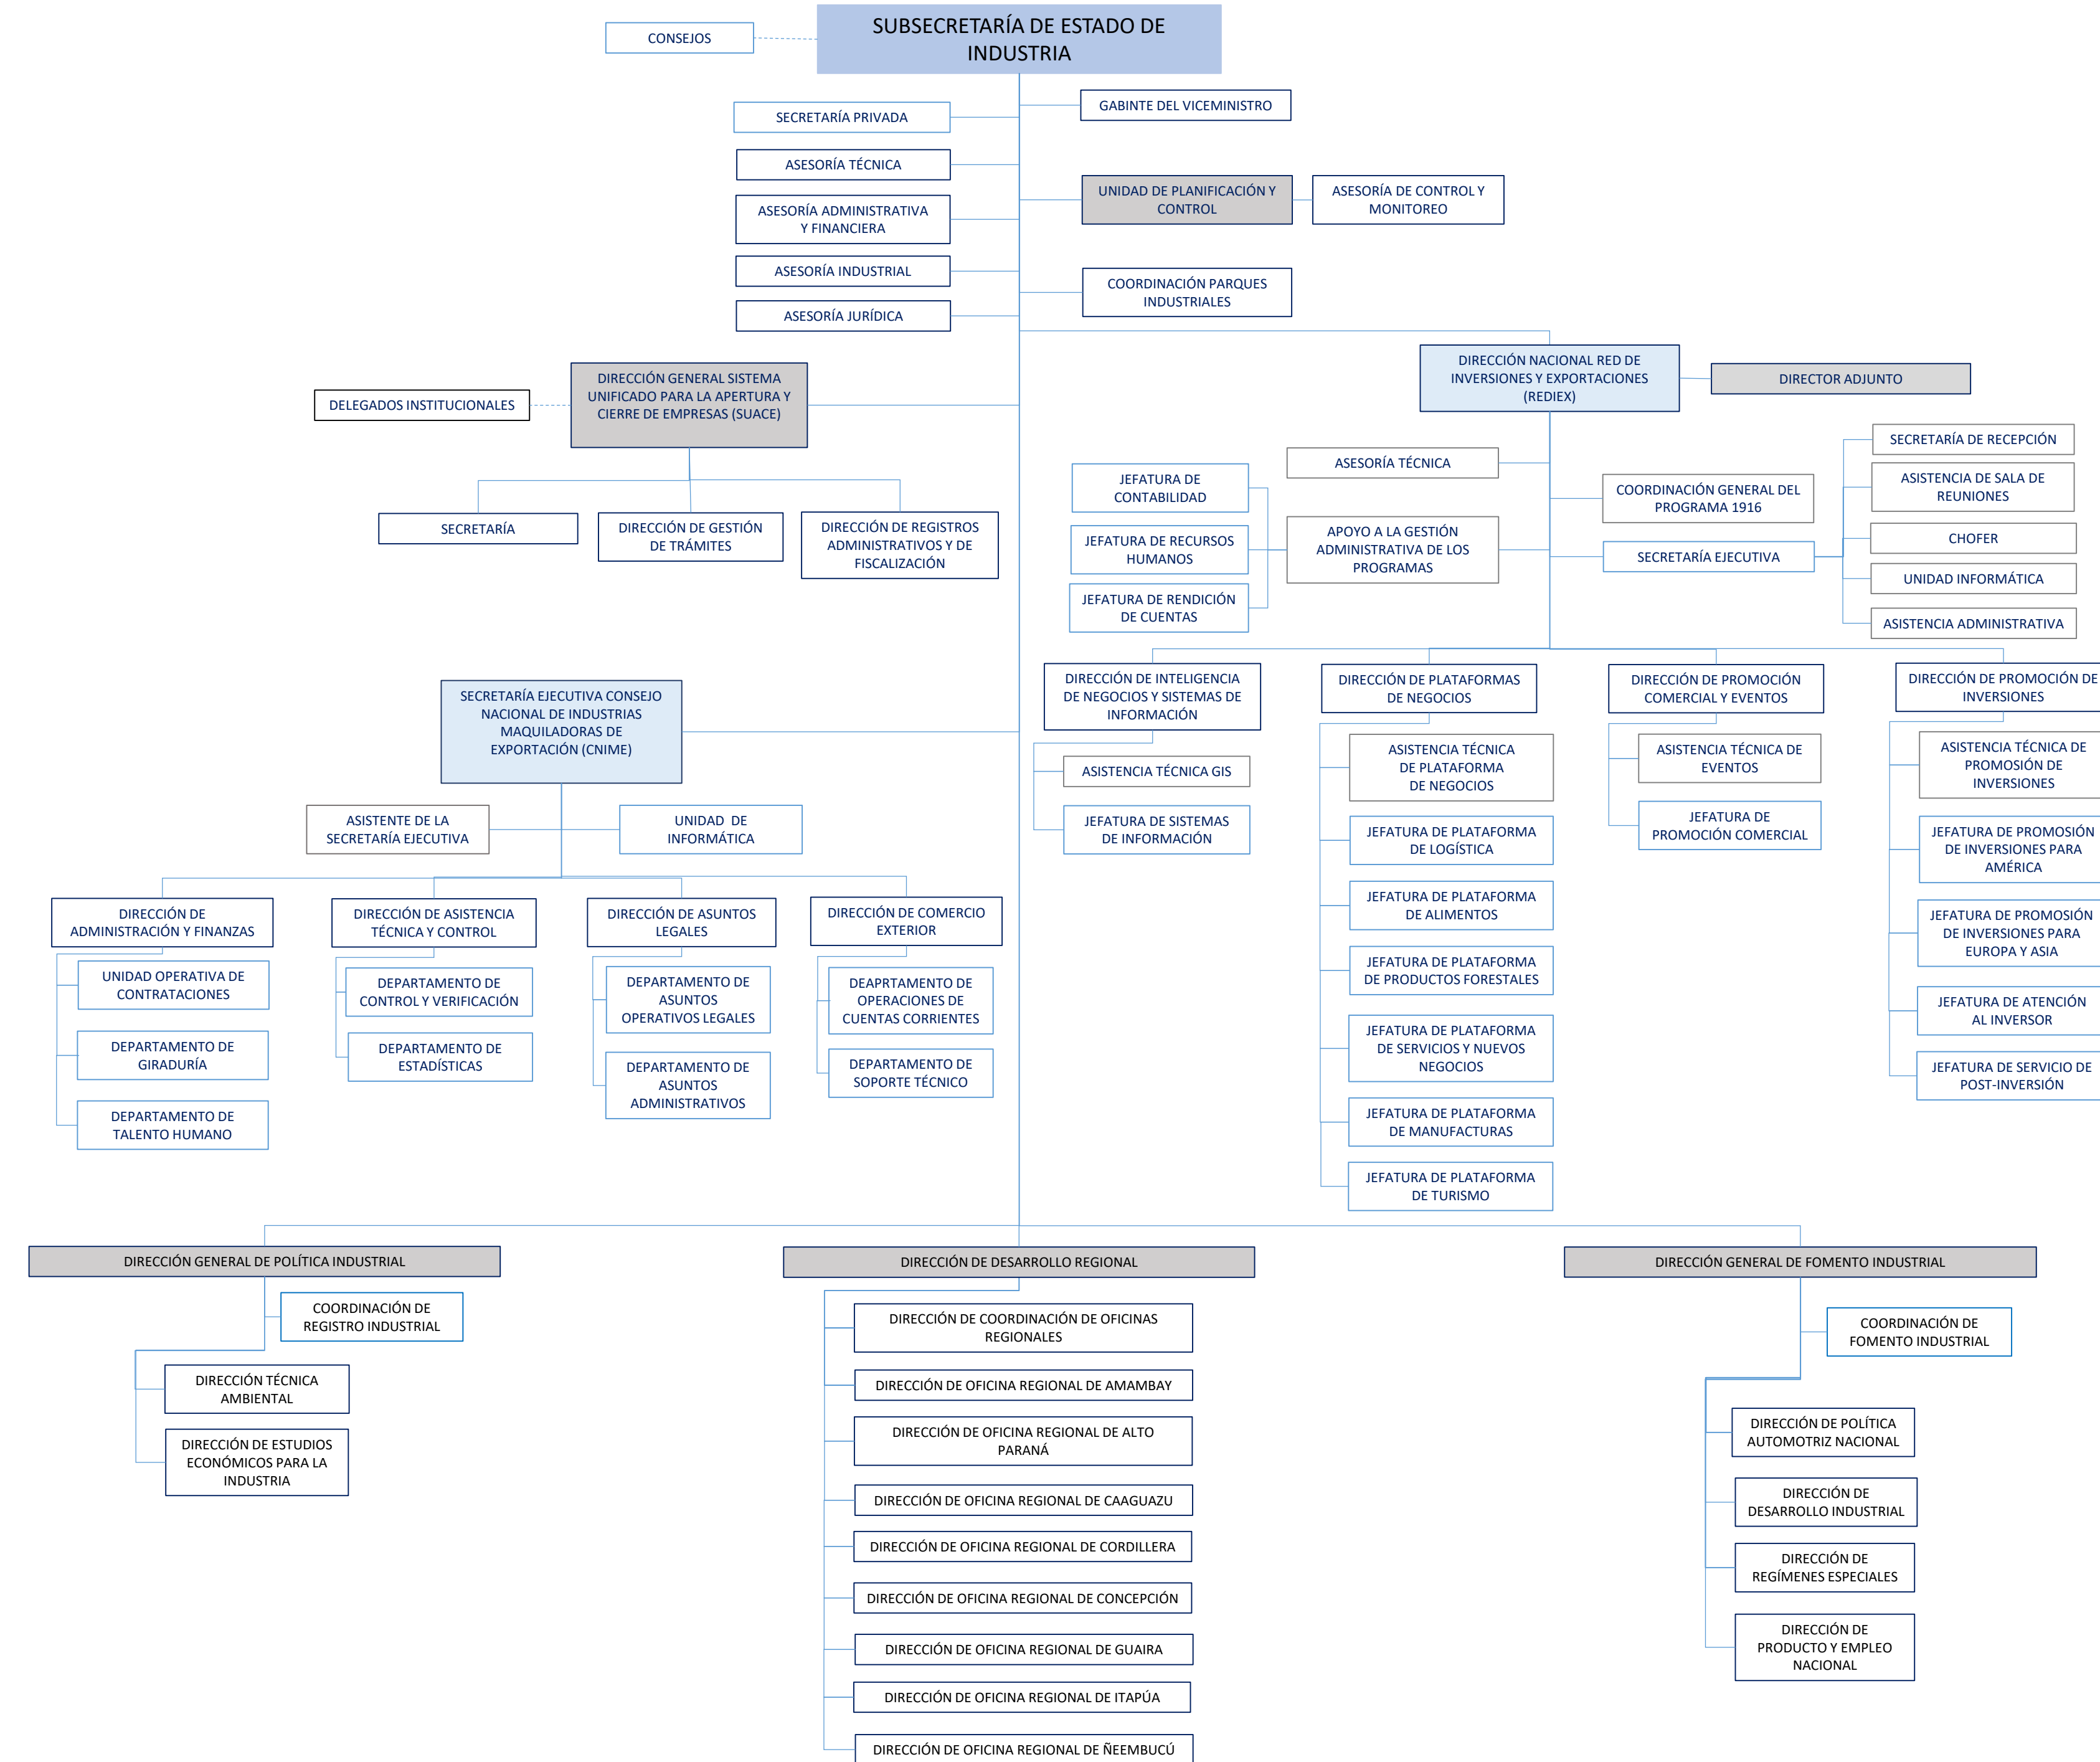 SUBSECRETARÍA DE ESTADO DE
INDUSTRIA
CONSEJOS
GABINTE DEL VICEMINISTRO
SECRETARÍA PRIVADA
ASESORÍA TÉCNICA
UNIDAD DE PLANIFICACIÓN Y
CONTROL
ASESORÍA DE CONTROL Y
MONITOREO
ASESORÍA ADMINISTRATIVA
Y FINANCIERA
ASESORÍA INDUSTRIAL
COORDINACIÓN PARQUES
INDUSTRIALES
ASESORÍA JURÍDICA
DIRECCIÓN GENERAL SISTEMA
UNIFICADO PARA LA APERTURA Y
CIERRE DE EMPRESAS (SUACE)
DELEGADOS INSTITUCIONALES
SECRETARÍA
DIRECCIÓN DE GESTIÓN
DE TRÁMITES
DIRECCIÓN DE REGISTROS
ADMINISTRATIVOS Y DE
FISCALIZACIÓN
DIRECCIÓN NACIONAL RED DE
INVERSIONES Y EXPORTACIONES
(REDIEX)
DIRECTOR ADJUNTO
ASESORÍA TÉCNICA
JEFATURA DE
CONTABILIDAD
JEFATURA DE RECURSOS
HUMANOS
JEFATURA DE RENDICIÓN
DE CUENTAS
APOYO A LA GESTIÓN
ADMINISTRATIVA DE LOS
PROGRAMAS
COORDINACIÓN GENERAL DEL
PROGRAMA 1916
SECRETARÍA EJECUTIVA
SECRETARÍA DE RECEPCIÓN
ASISTENCIA DE SALA DE
REUNIONES
CHOFER
UNIDAD INFORMÁTICA
ASISTENCIA ADMINISTRATIVA
DIRECCIÓN DE INTELIGENCIA
DE NEGOCIOS Y SISTEMAS DE
INFORMACIÓN
ASISTENCIA TÉCNICA GIS
JEFATURA DE SISTEMAS
DE INFORMACIÓN
DIRECCIÓN DE PLATAFORMAS
DE NEGOCIOS
ASISTENCIA TÉCNICA
DE PLATAFORMA
DE NEGOCIOS
JEFATURA DE PLATAFORMA
DE LOGÍSTICA
JEFATURA DE PLATAFORMA
DE ALIMENTOS
JEFATURA DE PLATAFORMA
DE PRODUCTOS FORESTALES
JEFATURA DE PLATAFORMA
DE SERVICIOS Y NUEVOS
NEGOCIOS
JEFATURA DE PLATAFORMA
DE MANUFACTURAS
JEFATURA DE PLATAFORMA
DE TURISMO
DIRECCIÓN DE PROMOCIÓN
COMERCIAL Y EVENTOS
ASISTENCIA TÉCNICA DE
EVENTOS
JEFATURA DE
PROMOCIÓN COMERCIAL
DIRECCIÓN DE PROMOCIÓN DE
INVERSIONES
ASISTENCIA TÉCNICA DE
PROMOSIÓN DE
INVERSIONES
JEFATURA DE PROMOSIÓN
DE INVERSIONES PARA
AMÉRICA
JEFATURA DE PROMOSIÓN
DE INVERSIONES PARA
EUROPA Y ASIA
JEFATURA DE ATENCIÓN
AL INVERSOR
JEFATURA DE SERVICIO DE
POST-INVERSIÓN
SECRETARÍA EJECUTIVA CONSEJO
NACIONAL DE INDUSTRIAS
MAQUILADORAS DE
EXPORTACIÓN (CNIME)
ASISTENTE DE LA
SECRETARÍA EJECUTIVA
UNIDAD DE
INFORMÁTICA
DIRECCIÓN DE
ADMINISTRACIÓN Y FINANZAS
UNIDAD OPERATIVA DE
CONTRATACIONES
DEPARTAMENTO DE
GIRADURÍA
DEPARTAMENTO DE
TALENTO HUMANO
DIRECCIÓN DE ASISTENCIA
TÉCNICA Y CONTROL
DEPARTAMENTO DE
CONTROL Y VERIFICACIÓN
DEPARTAMENTO DE
ESTADÍSTICAS
DIRECCIÓN DE ASUNTOS
LEGALES
DEPARTAMENTO DE
ASUNTOS
OPERATIVOS LEGALES
DEPARTAMENTO DE
ASUNTOS
ADMINISTRATIVOS
DIRECCIÓN DE COMERCIO
EXTERIOR
DEAPRTAMENTO DE
OPERACIONES DE
CUENTAS CORRIENTES
DEPARTAMENTO DE
SOPORTE TÉCNICO
DIRECCIÓN GENERAL DE POLÍTICA INDUSTRIAL
COORDINACIÓN DE
REGISTRO INDUSTRIAL
DIRECCIÓN TÉCNICA
AMBIENTAL
DIRECCIÓN DE ESTUDIOS
ECONÓMICOS PARA LA
INDUSTRIA
DIRECCIÓN DE DESARROLLO REGIONAL
DIRECCIÓN DE COORDINACIÓN DE OFICINAS
REGIONALES
DIRECCIÓN DE OFICINA REGIONAL DE AMAMBAY
DIRECCIÓN DE OFICINA REGIONAL DE ALTO
PARANÁ
DIRECCIÓN DE OFICINA REGIONAL DE CAAGUAZU
DIRECCIÓN DE OFICINA REGIONAL DE CORDILLERA
DIRECCIÓN DE OFICINA REGIONAL DE CONCEPCIÓN
DIRECCIÓN DE OFICINA REGIONAL DE GUAIRA
DIRECCIÓN DE OFICINA REGIONAL DE ITAPÚA
DIRECCIÓN DE OFICINA REGIONAL DE ÑEEMBUCÚ
DIRECCIÓN GENERAL DE FOMENTO INDUSTRIAL
COORDINACIÓN DE
FOMENTO INDUSTRIAL
DIRECCIÓN DE POLÍTICA
AUTOMOTRIZ NACIONAL
DIRECCIÓN DE
DESARROLLO INDUSTRIAL
DIRECCIÓN DE
REGÍMENES ESPECIALES
DIRECCIÓN DE
PRODUCTO Y EMPLEO
NACIONAL